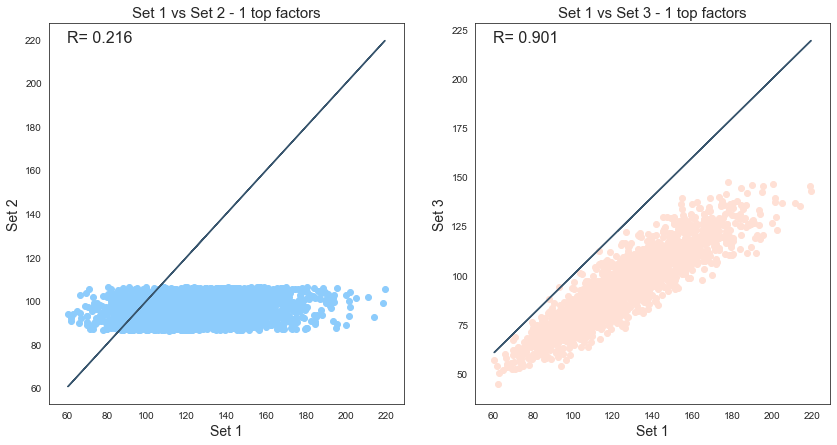 Set 1 vs Set 2 - 1 top factors
R= 0.216
220
200
180
160
140
120
100
80
60
Set 2
60 80 100 120 140 160 180 200 220
Set 1
Set 1 vs Set 3 - 1 top factors
R= 0.901
225
200
175
150
125
100
75
50
Set 3
60 80 100 120 140 160 180 200 220
Set 1